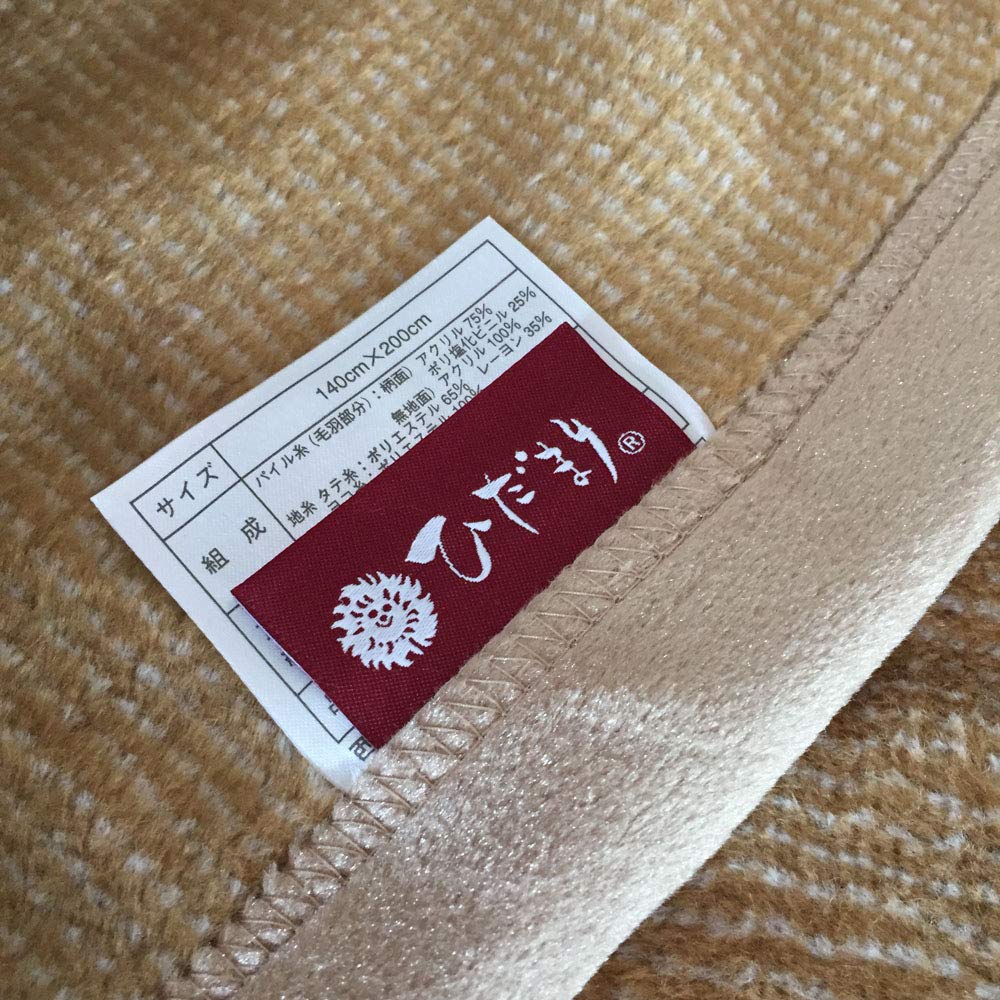 サイズ 140cm×200cm
組成 パイル糸(毛羽部分):柄面) アクリル 75%
ポリ塩化ビニル 25%
無地面) アクリル 100%
地糸 タテ糸:ポリエステル 65% レーヨン 35%
ひだまり®